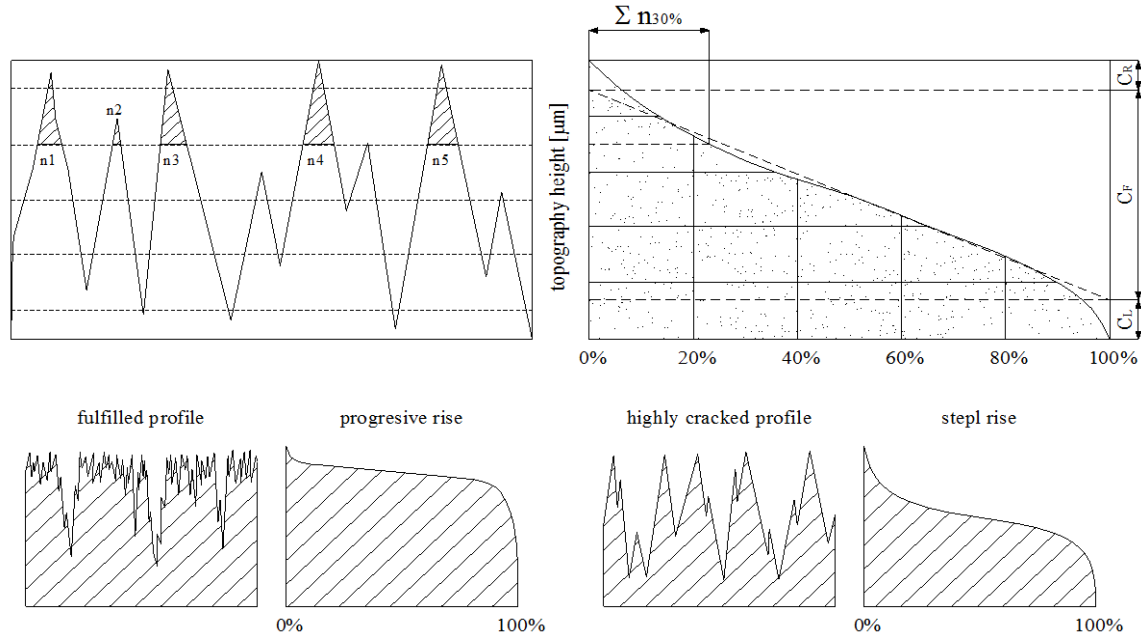 Σ n30%
n1
n2
n3
n4
n5
topography height [µm]
CR
CF
CL
0%
20%
40%
60%
80%
100%
fulfilled profile
progresive rise
highly cracked profile
stepl rise
0%
100%
0%
100%